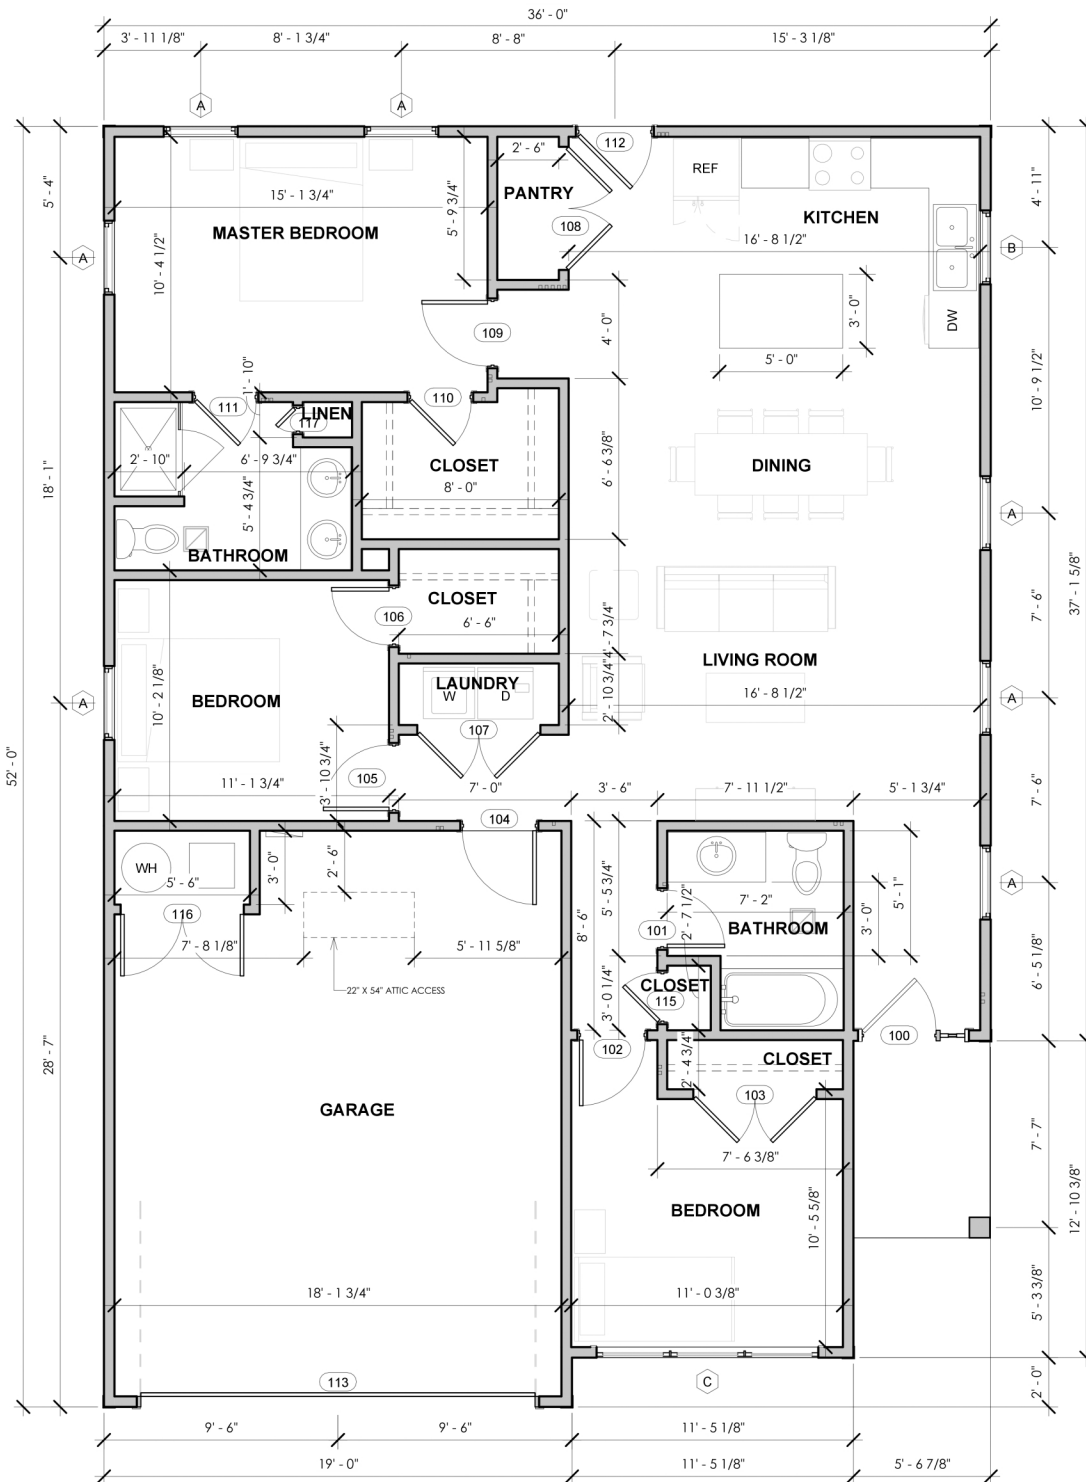 36' - 0"
3' - 11 1/8"
8' - 1 3/4"
8' - 8"
15' - 3 1/8"
A
A
112
2' - 6"
REF
5' - 4"
4' - 11"
15' - 1 3/4"
5' - 9 3/4"
PANTRY
KITCHEN
MASTER BEDROOM
108
16' - 8 1/2"
A
B
10' - 4 1/2"
3' - 0"
DW
109
4' - 0"
5' - 0"
1' - 10"
10' - 9 1/2"
111
110
LINEN
117
2' - 10"
6' - 9 3/4"
CLOSET
8' - 0"
6' - 6 3/8"
DINING
18' - 1"
5' - 4 3/4"
A
BATHROOM
37' - 1 5/8"
CLOSET
7' - 6"
106
6' - 6"
4' - 7 3/4"
LIVING ROOM
16' - 8 1/2"
LAUNDRY
W
D
2' - 10 3/4"
A
BEDROOM
A
10' - 2 1/8"
107
52' - 0"
11' - 1 3/4"
3' - 10 3/4"
105
7' - 0"
3' - 6"
7' - 11 1/2"
5' - 1 3/4"
7' - 6"
104
WH
5' - 6"
3' - 0"
2' - 6"
5' - 5 3/4"
7' - 2"
5' - 1"
A
116
8' - 6"
101
2' - 7 1/2"
BATHROOM
3' - 0"
7' - 8 1/8"
5' - 11 5/8"
6' - 5 1/8"
22" X 54" ATTIC ACCESS
3' - 0 1/4"
CLOSET
115
102
100
28' - 7"
2' - 4 3/4"
CLOSET
103
GARAGE
7' - 6 3/8"
7' - 7"
BEDROOM
10' - 5 5/8"
12' - 10 3/8"
18' - 1 3/4"
11' - 0 3/8"
5' - 3 3/8"
113
C
2' - 0"
9' - 6"
9' - 6"
11' - 5 1/8"
19' - 0"
11' - 5 1/8"
5' - 6 7/8"